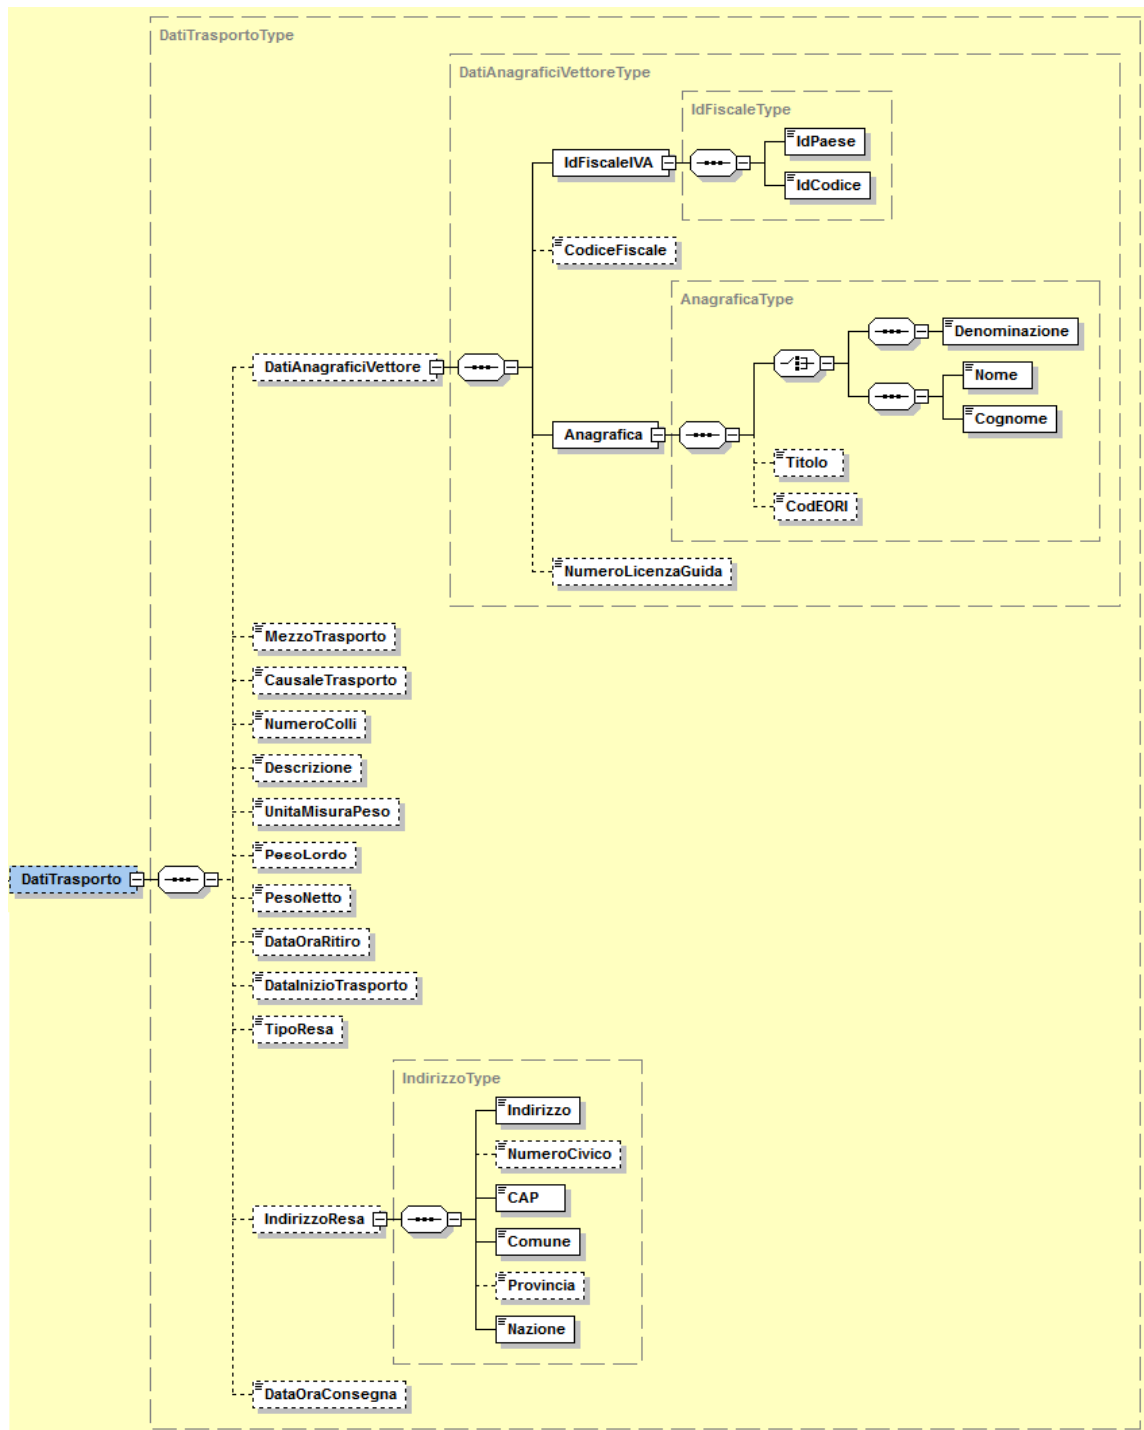 DatiTrasportoType
DatiAnagraficiVettoreType
IdFiscaleType
IdPaese
IdFiscaleIVA
IdCodice
CodiceFiscale
AnagraficaType
Denominazione
DatiAnagraficiVettore
Nome
Cognome
Anagrafica
Titolo
CodEORI
NumeroLicenzaGuida
MezzoTrasporto
CausaleTrasporto
NumeroColli
Descrizione
UnitaMisuraPeso
PesoLordo
DatiTrasporto
PesoNetto
DataOraRitiro
DataInizioTrasporto
TipoResa
IndirizzoType
Indirizzo
NumeroCivico
CAP
IndirizzoResa
Comune
Provincia
Nazione
DataOraConsegna